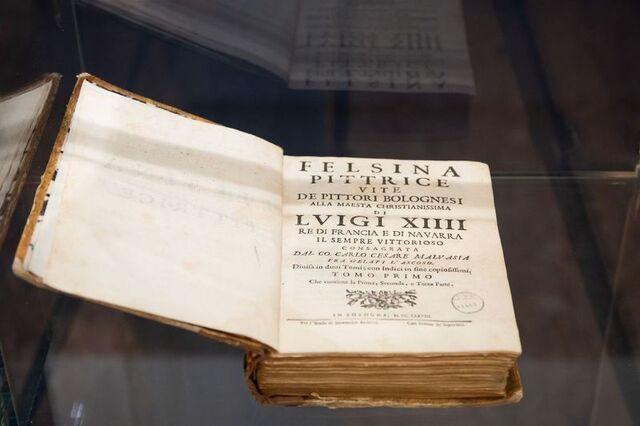 FELSINA
PITTRICE
VITE
DE PITTORI BOLOGNESI
ALLA MAESTA CHRISTIANISSIMA
DI
LVIGI XIIII
RE DI FRANCIA E DI NAVARRA
IL SEMPRE VITTORIOSO
CONSAGRATA
DAL CO. CARLO CESARE MALVASIA
FRA GELATI L'ASCOSO.
Diuisa in duoi Tomi; con Indici in fine copiosissimi,
TOMO PRIMO
Che contiene la Prima, Seconda, e Terza Parte.
IN BOLOGNA, M. DC. LXXVIII.